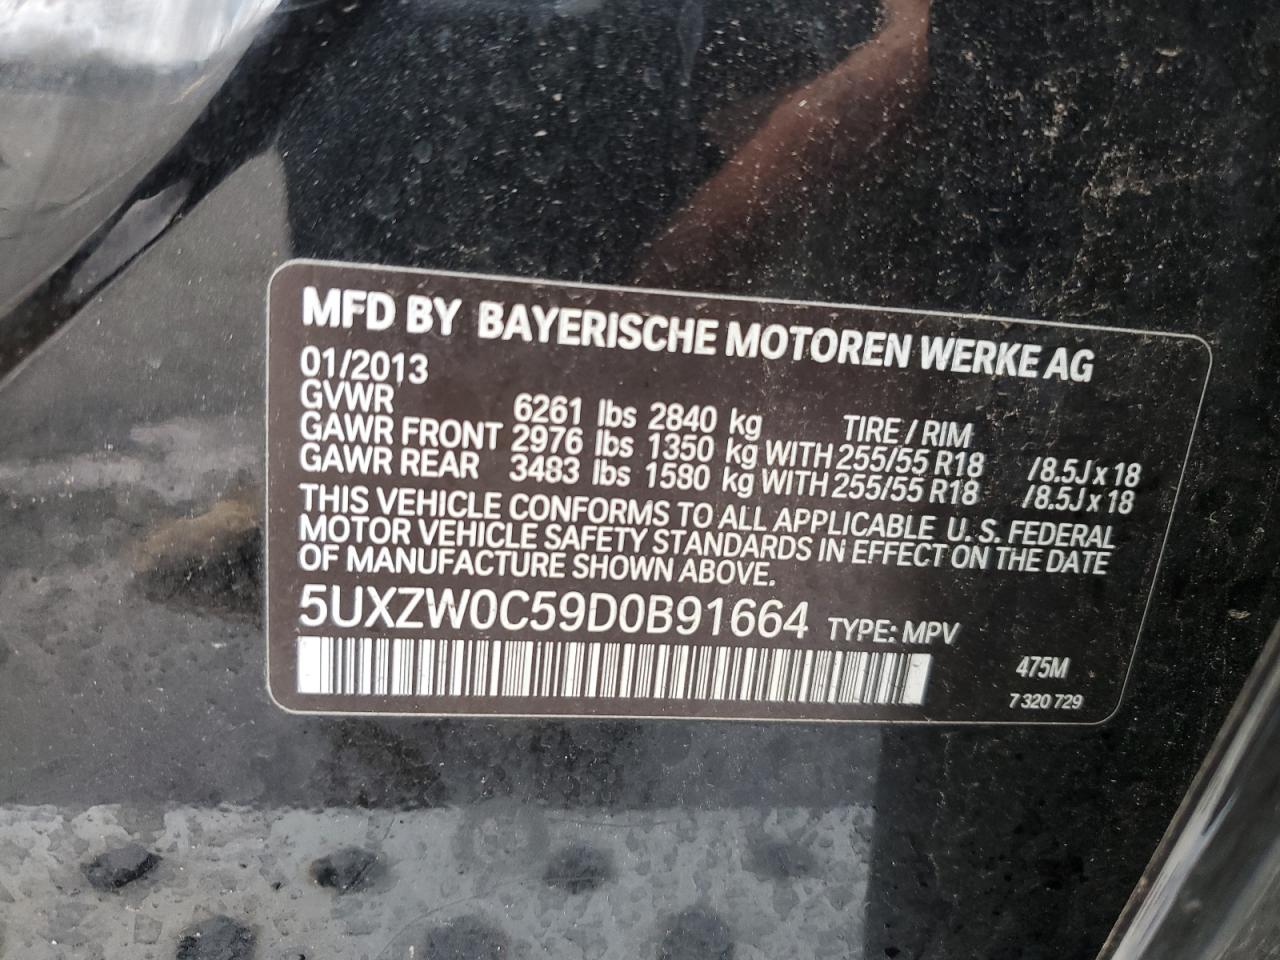 MFD BY BAYERISCHE MOTOREN WERKE AG
01/2013
GVWR 6261 lbs 2840 kg TIRE / RIM
GAWR FRONT 2976 lbs 1350 kg WITH 255/55 R18 /8.5J x 18
GAWR REAR 3483 lbs 1580 kg WITH 255/55 R18 /8.5J x 18
THIS VEHICLE CONFORMS TO ALL APPLICABLE U. S. FEDERAL
MOTOR VEHICLE SAFETY STANDARDS IN EFFECT ON THE DATE
OF MANUFACTURE SHOWN ABOVE.
5UXZW0C59D0B91664 TYPE: MPV
475M
7 320 729